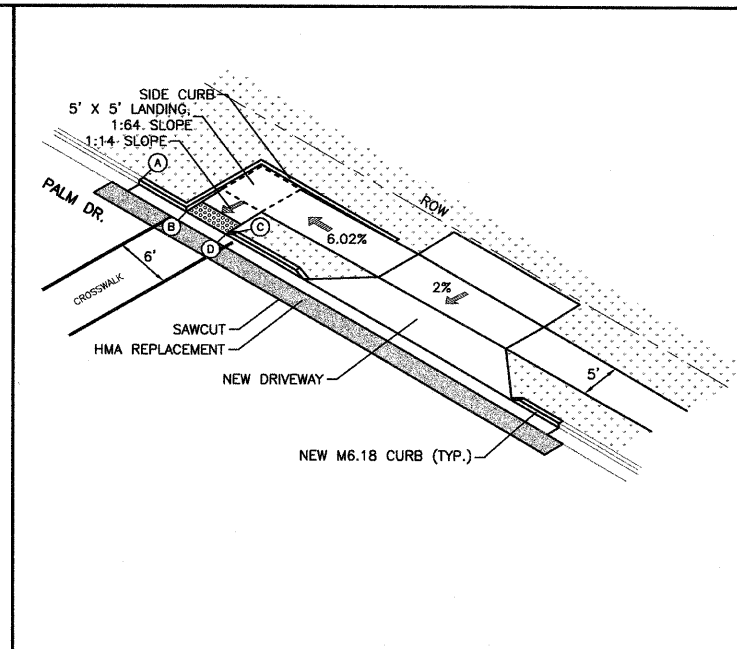 SIDE CURB
5' X 5' LANDING,
1:64 SLOPE
1:14 SLOPE
A
PALM DR.
ROW
B
C
D
6.02%
6'
CROSSWALK
2%
SAWCUT
HMA REPLACEMENT
NEW DRIVEWAY
5'
NEW M6.18 CURB (TYP.)